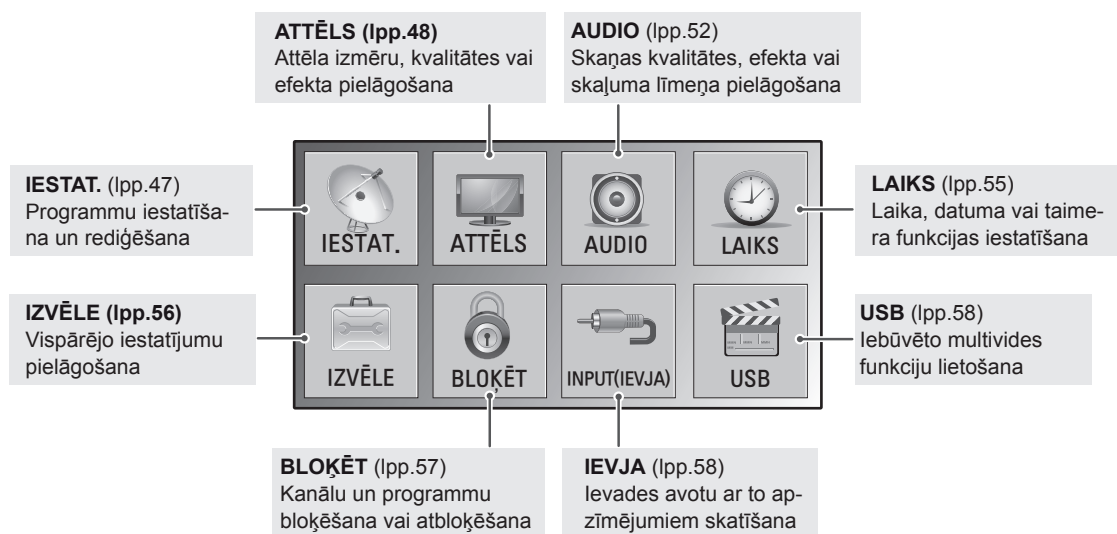 ATTĒLS (lpp.48)
Attēla izmēru, kvalitātes vai
efekta pielāgošana
AUDIO (lpp.52)
Skaņas kvalitātes, efekta vai
skaļuma līmeņa pielāgošana
IESTAT. (lpp.47)
Programmu iestatīša-
na un rediģēšana
IESTAT.
ATTĒLS
AUDIO
LAIKS
LAIKS (lpp.55)
Laika, datuma vai taime-
ra funkcijas iestatīšana
IZVĒLE (lpp.56)
Vispārējo iestatījumu
pielāgošana
IZVĒLE
BLOĶĒT
INPUT(IEVJA)
USB
USB (lpp.58)
Iebūvēto multivides
funkciju lietošana
BLOĶĒT (lpp.57)
Kanālu un programmu
bloķēšana vai atbloķēšana
IEVJA (lpp.58)
Ievades avotu ar to ap-
zīmējumiem skatīšana